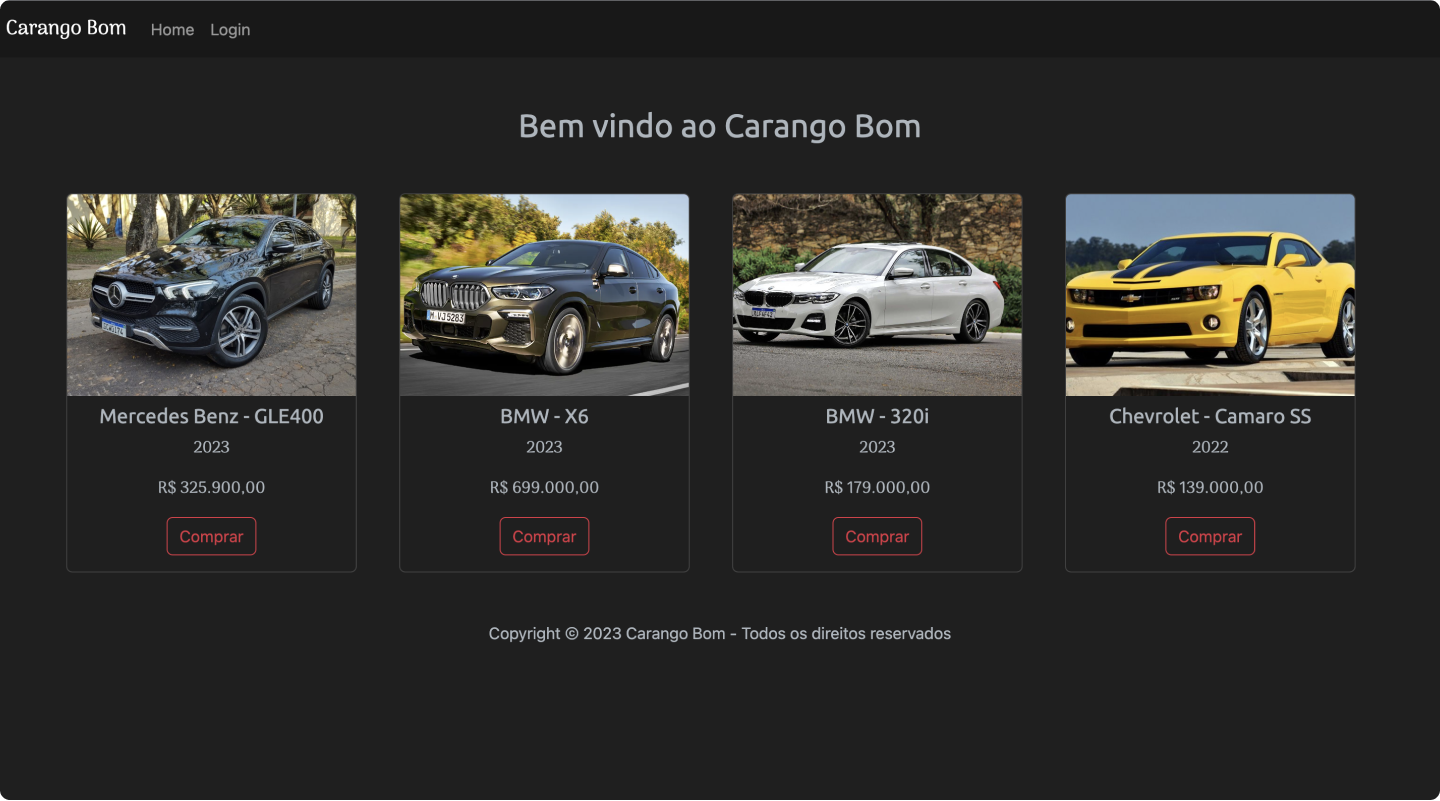 Carango Bom
Home
Login
Bem vindo ao Carango Bom
M·VJ5283
Mercedes Benz - GLE400
2023
R$ 325.900,00
Comprar
BMW - X6
2023
R$ 699.000,00
Comprar
BMW - 320i
2023
R$ 179.000,00
Comprar
Chevrolet - Camaro SS
2022
R$ 139.000,00
Comprar
Copyright © 2023 Carango Bom - Todos os direitos reservados